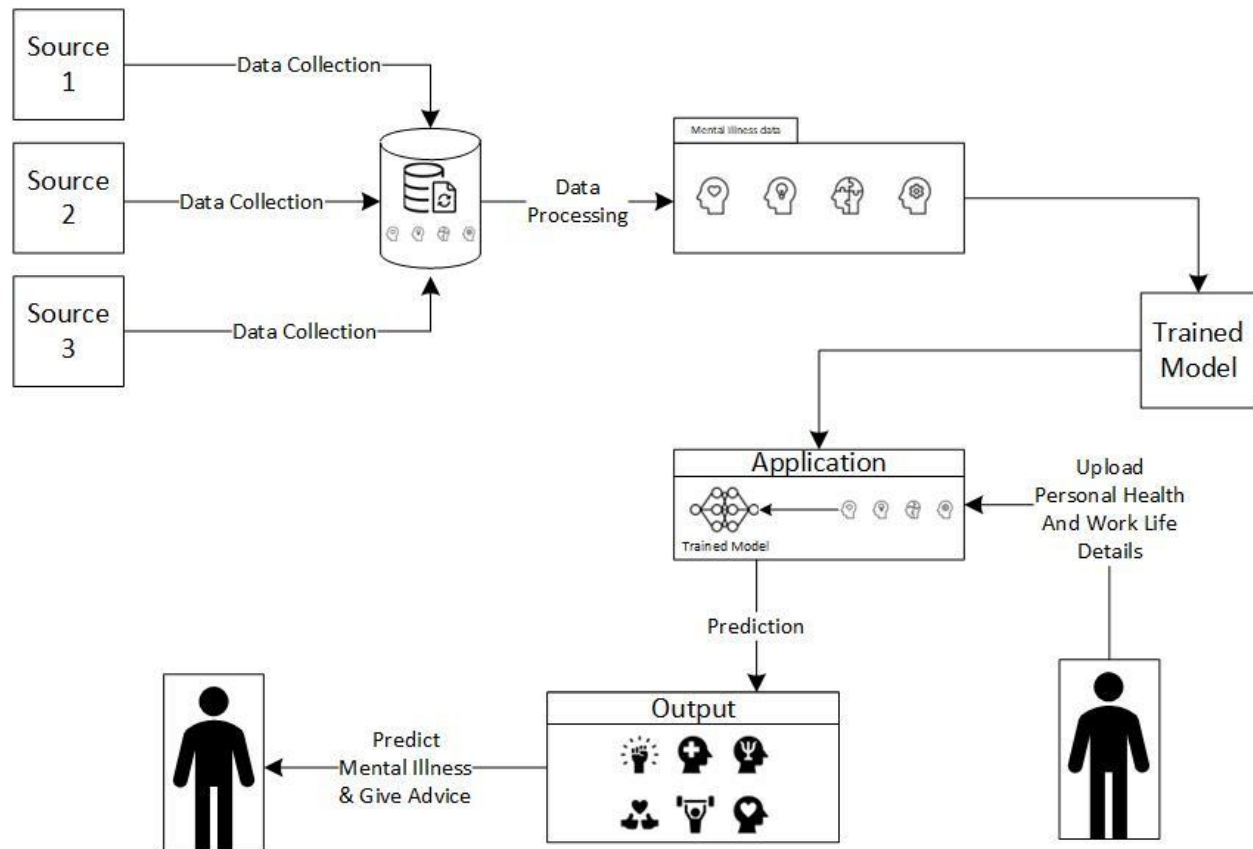 Source
1
Data Collection
Source
2
Data Collection
Source
3
Data Collection
Data
Processing
Mental Illness data
Trained
Model
Application
Trained Model
Upload
Personal Health
And Work Life
Details
Prediction
Output
Predict
Mental Illness
& Give Advice